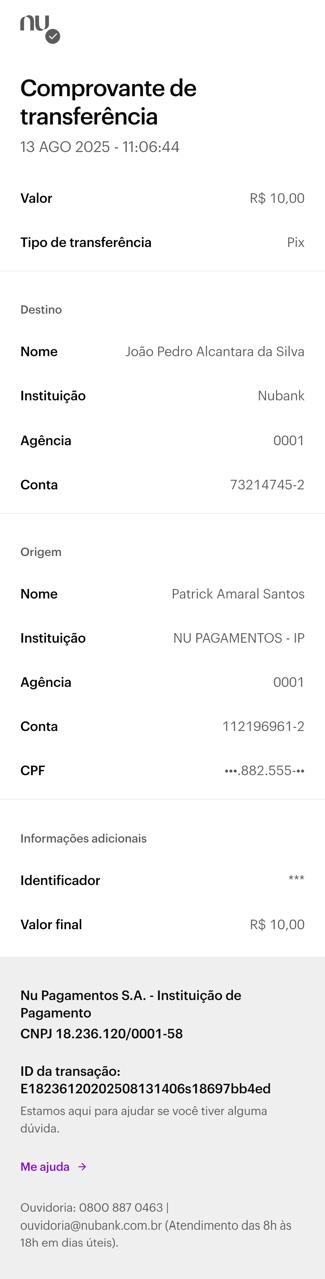 nu
Comprovante de
transferência
13 AGO 2025 - 11:06:44
Valor R$ 10,00
Tipo de transferência Pix
Destino
Nome João Pedro Alcantara da Silva
Instituição Nubank
Agência 0001
Conta 73214745-2
Origem
Nome Patrick Amaral Santos
Instituição NU PAGAMENTOS - IP
Agência 0001
Conta 112196961-2
CPF •••.882.555-••
Informações adicionais
Identificador ***
Valor final R$ 10,00
Nu Pagamentos S.A. - Instituição de
Pagamento
CNPJ 18.236.120/0001-58
ID da transação:
E18236120202508131406s18697bb4ed
Estamos aqui para ajudar se você tiver alguma
dúvida.
Me ajuda →
Ouvidoria: 0800 887 0463 |
ouvidoria@nubank.com.br (Atendimento das 8h às
18h em dias úteis).